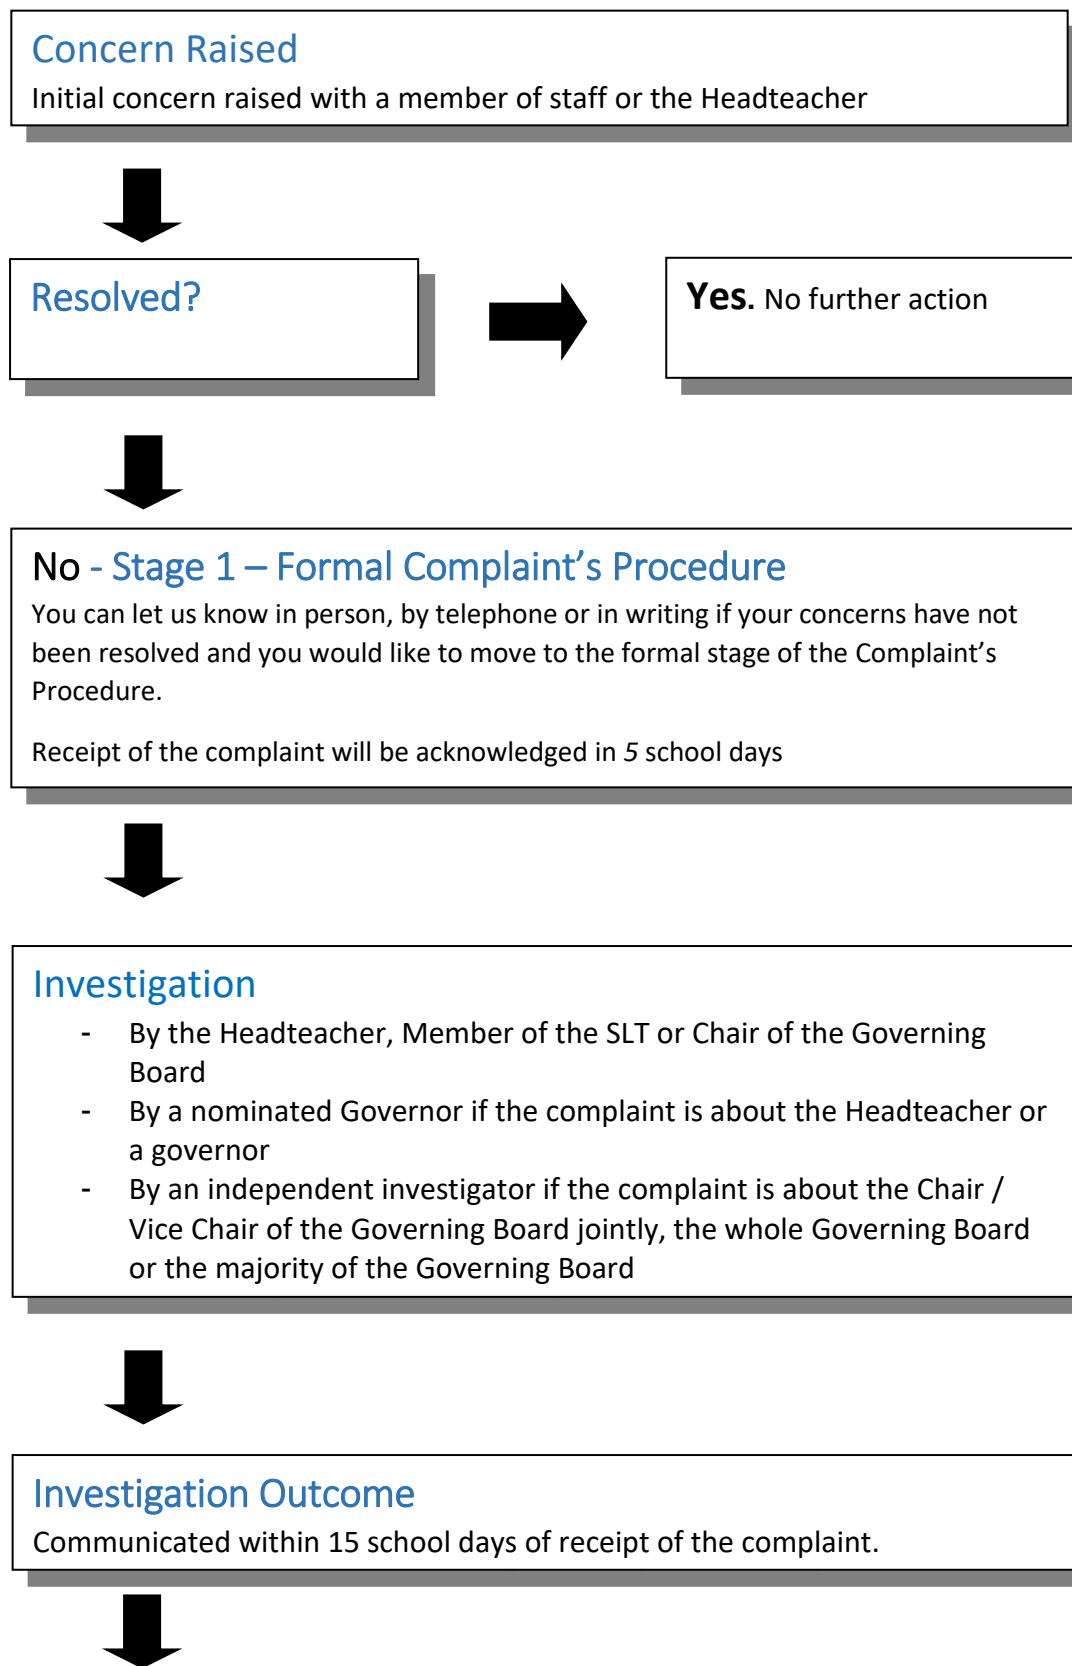 Concern Raised
Initial concern raised with a member of staff or the Headteacher
Resolved?
Yes. No further action
No - Stage 1 – Formal Complaint’s Procedure
You can let us know in person, by telephone or in writing if your concerns have not
been resolved and you would like to move to the formal stage of the Complaint’s
Procedure.
Receipt of the complaint will be acknowledged in 5 school days
Investigation
- By the Headteacher, Member of the SLT or Chair of the Governing
Board
- By a nominated Governor if the complaint is about the Headteacher or
a governor
- By an independent investigator if the complaint is about the Chair /
Vice Chair of the Governing Board jointly, the whole Governing Board
or the majority of the Governing Board
Investigation Outcome
Communicated within 15 school days of receipt of the complaint.